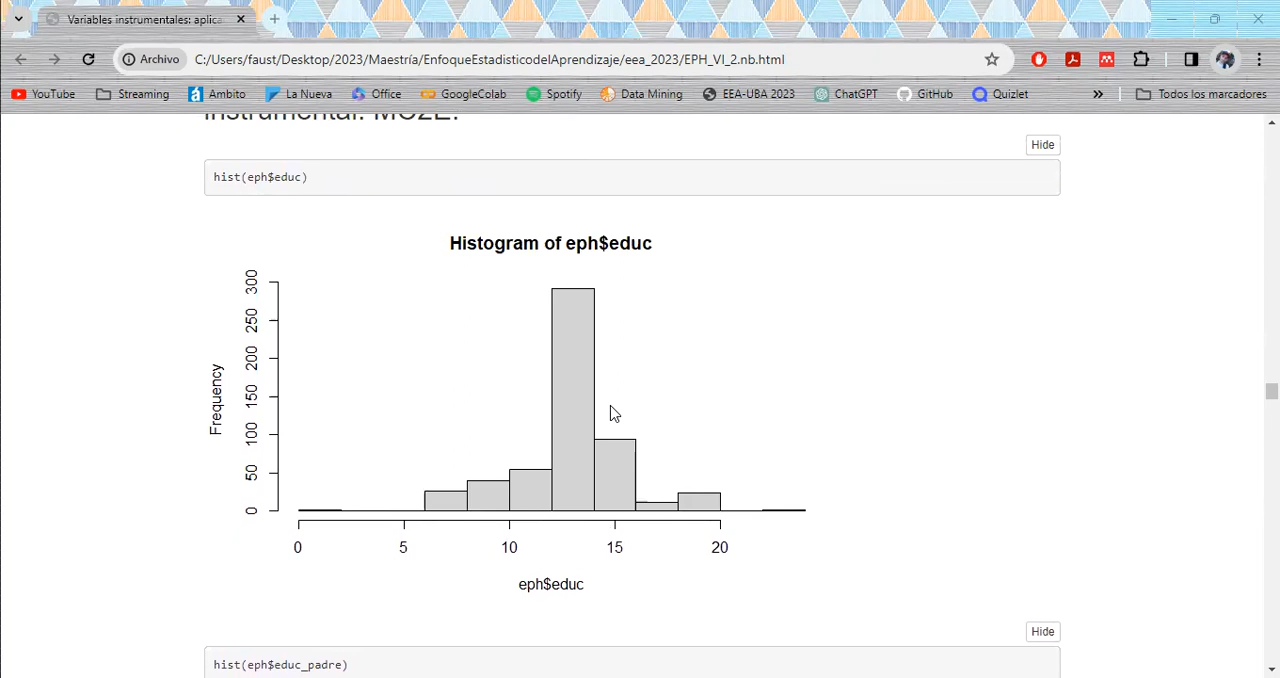 Variables instrumentales: aplica
Archivo C:/Users/faust/Desktop/2023/Maestría/EnfoqueEstadisticodelAprendizaje/eea_2023/EPH_VI_2.nb.html
YouTube Streaming Ambito La Nueva Office GoogleColab Spotify Data Mining EEA-UBA 2023 ChatGPT GitHub Quizlet » Todos los marcadores
instrumental. MC2E.
Hide
hist(eph$educ)
Histogram of eph$educ
Frequency
300
250
200
150
100
50
0
0 5 10 15 20
eph$educ
Hide
hist(eph$educ_padre)